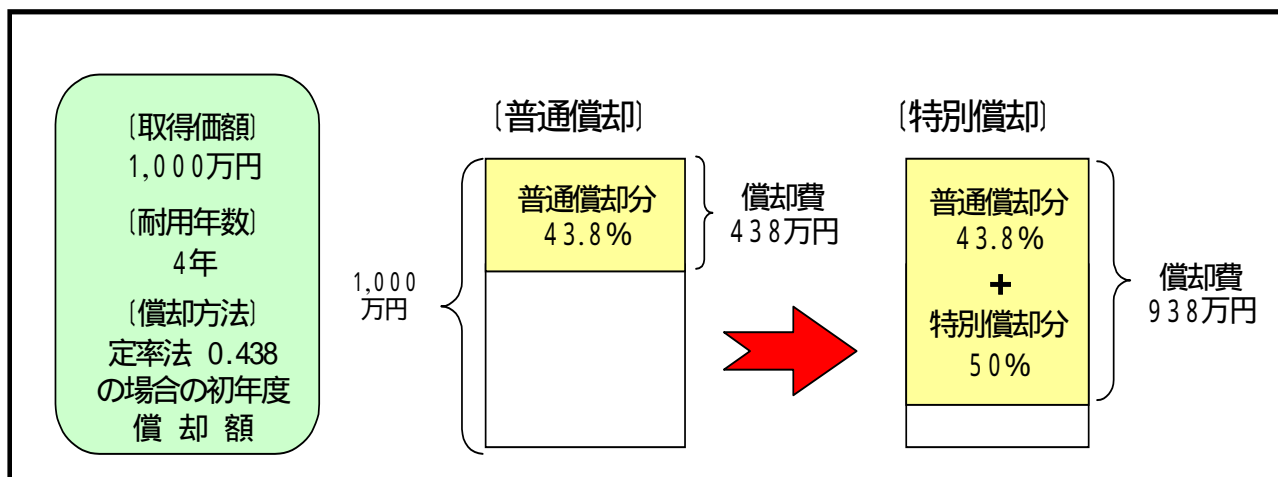 〔取得価額〕
1,000万円
〔耐用年数〕
4年
〔償却方法〕
定率法 0.438
の場合の初年度
償 却 額
〔普通償却〕
1,000
万円
普通償却分
43.8%
償却費
438万円
〔特別償却〕
普通償却分
43.8%
+
特別償却分
50%
償却費
938万円